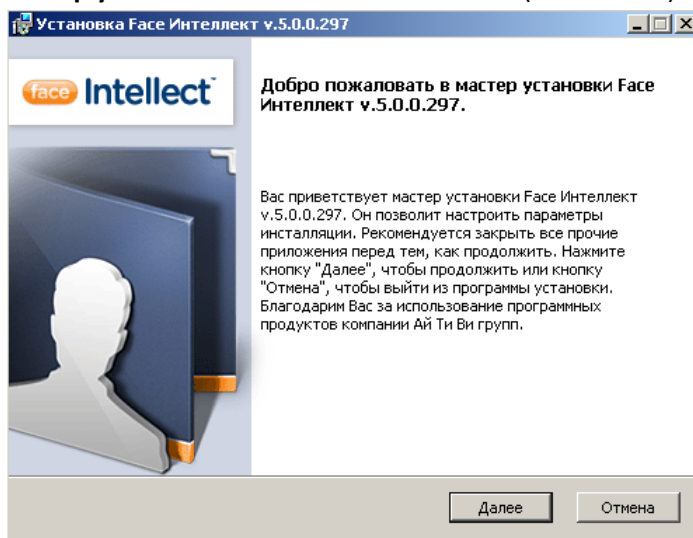 Установка Face Интеллект v.5.0.0.297
face Intellect
Добро пожаловать в мастер установки Face
Интеллект v.5.0.0.297.
Вас приветствует мастер установки Face Интеллект
v.5.0.0.297. Он позволит настроить параметры
инсталляции. Рекомендуется закрыть все прочие
приложения перед тем, как продолжить. Нажмите
кнопку "Далее", чтобы продолжить или кнопку
"Отмена", чтобы выйти из программы установки.
Благодарим Вас за использование программных
продуктов компании Ай Ти Ви групп.
Далее
Отмена